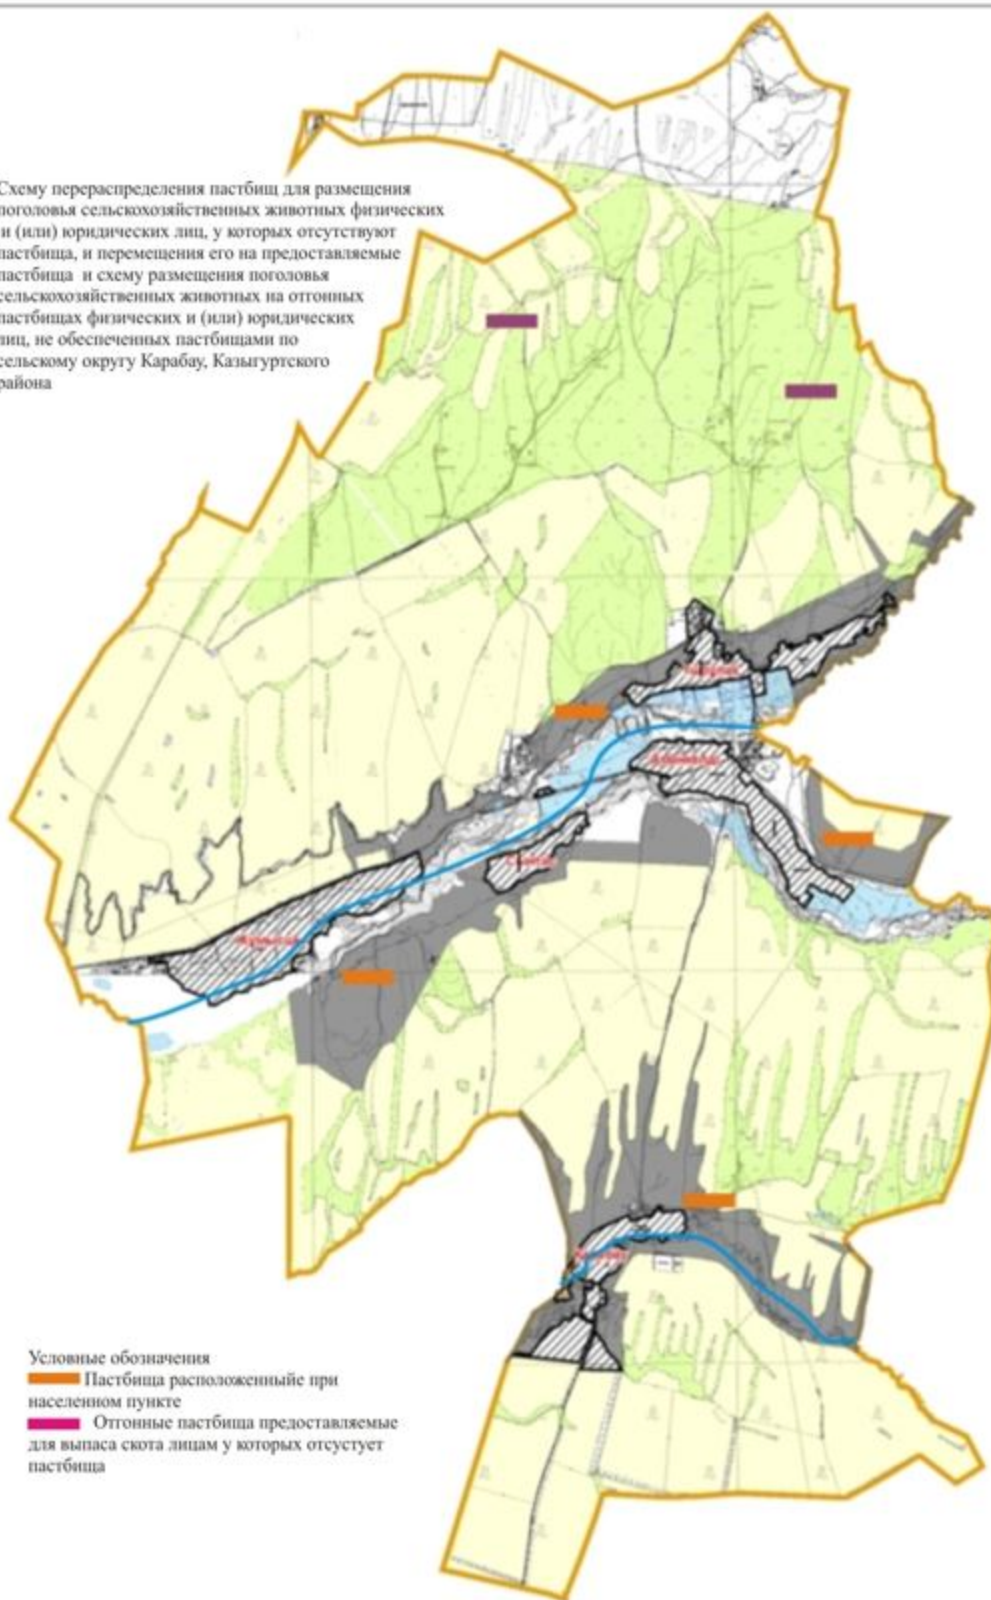 Схему перераспределения пастбищ для размещения
поголовья сельскохозяйственных животных физических
и (или) юридических лиц, у которых отсутствуют
пастбища, и перемещения его на предоставляемые
пастбища и схему размещения поголовья
сельскохозяйственных животных на отгонных
пастбищах физических и (или) юридических
лиц, не обеспеченных пастбищами по
сельскому округу Карабау, Казыгуртского
района
Условные обозначения
Пастбища расположенныйе при
населенном пункте
Отгонные пастбища предоставляемые
для выпаса скота лицам у которых отсустует
пастбища